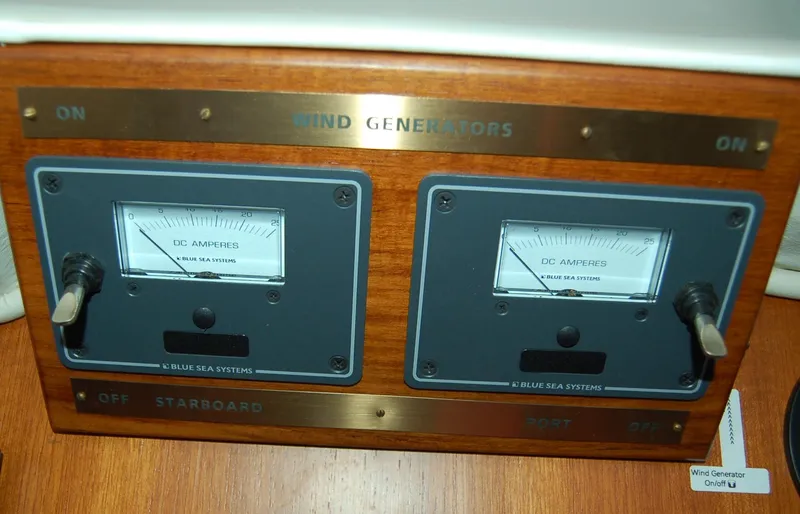 ON WIND GENERATORS ON
0 5 10 15 20 25
DC AMPERES
BLUE SEA SYSTEMS
BLUE SEA SYSTEMS
5 10 15 20 25
DC AMPERES
BLUE SEA SYSTEMS
BLUE SEA SYSTEMS
OFF STARBOARD PORT OFF
Wind Generator
On/off